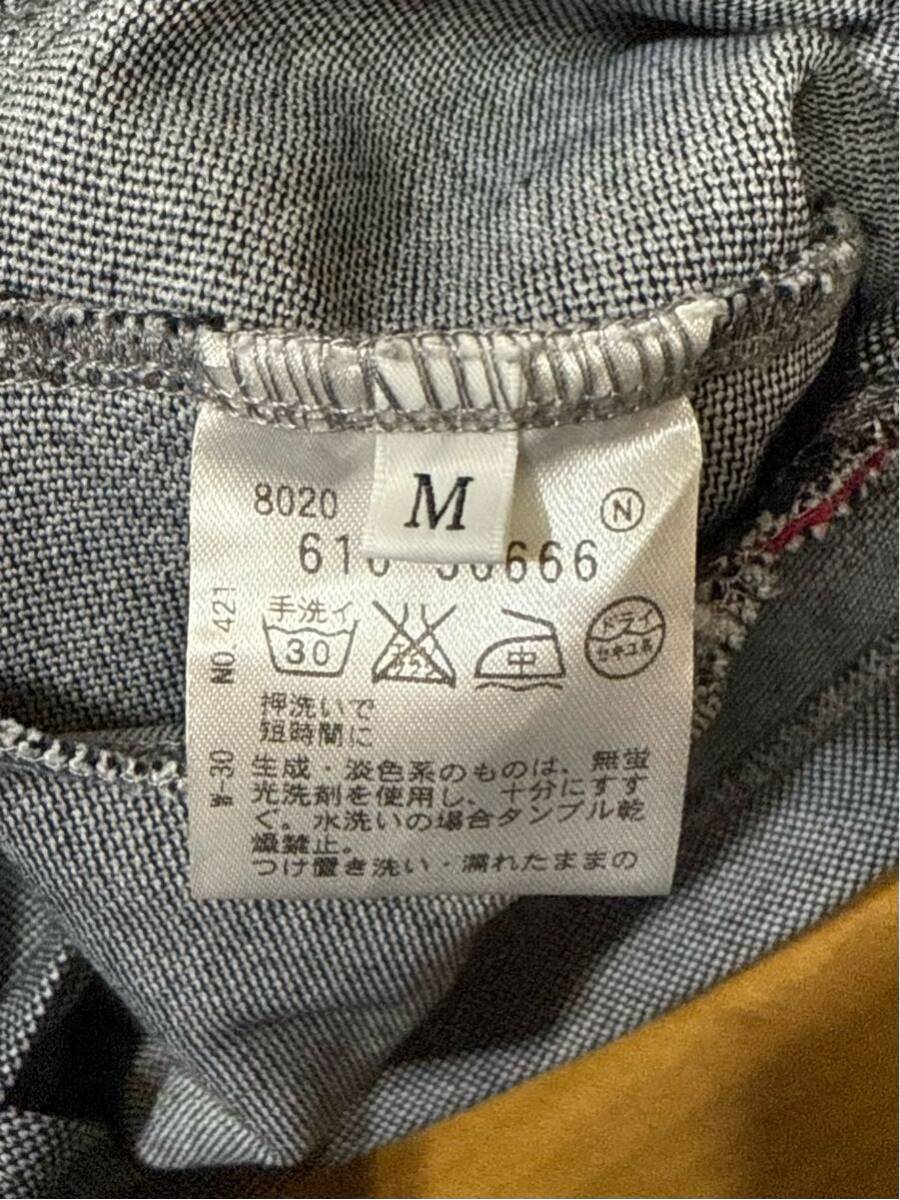 M
8020
Ⓝ
666
NO. 421
手洗イ
30
中
ドライ
セキユ系
押洗いで
短時間に
W-30
生成・淡色系のものは、無蛍
光洗剤を使用し、十分にすす
ぐ。水洗いの場合タンブル乾
燥禁止。
つけ置き洗い・濡れたままの